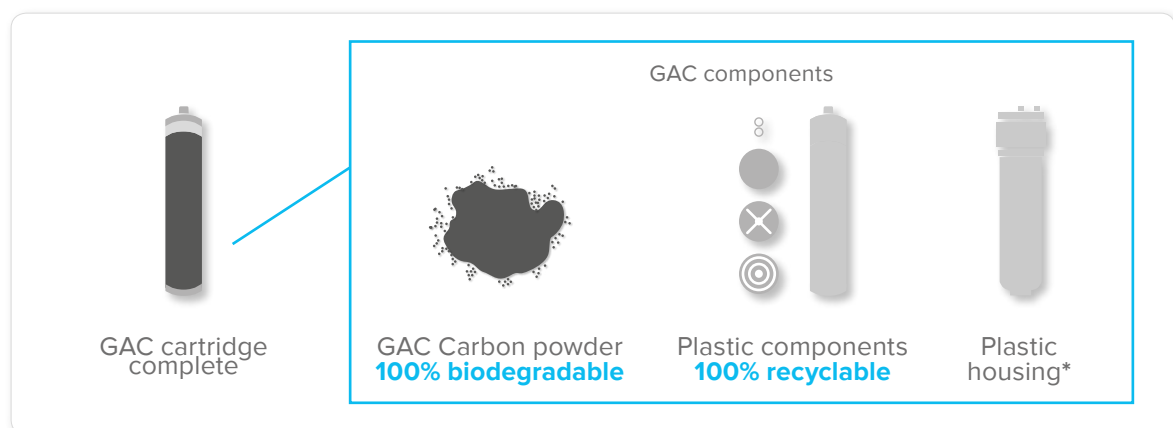 GAC components
GAC cartridge
complete
GAC Carbon powder
100% biodegradable
Plastic components
100% recyclable
Plastic
housing*